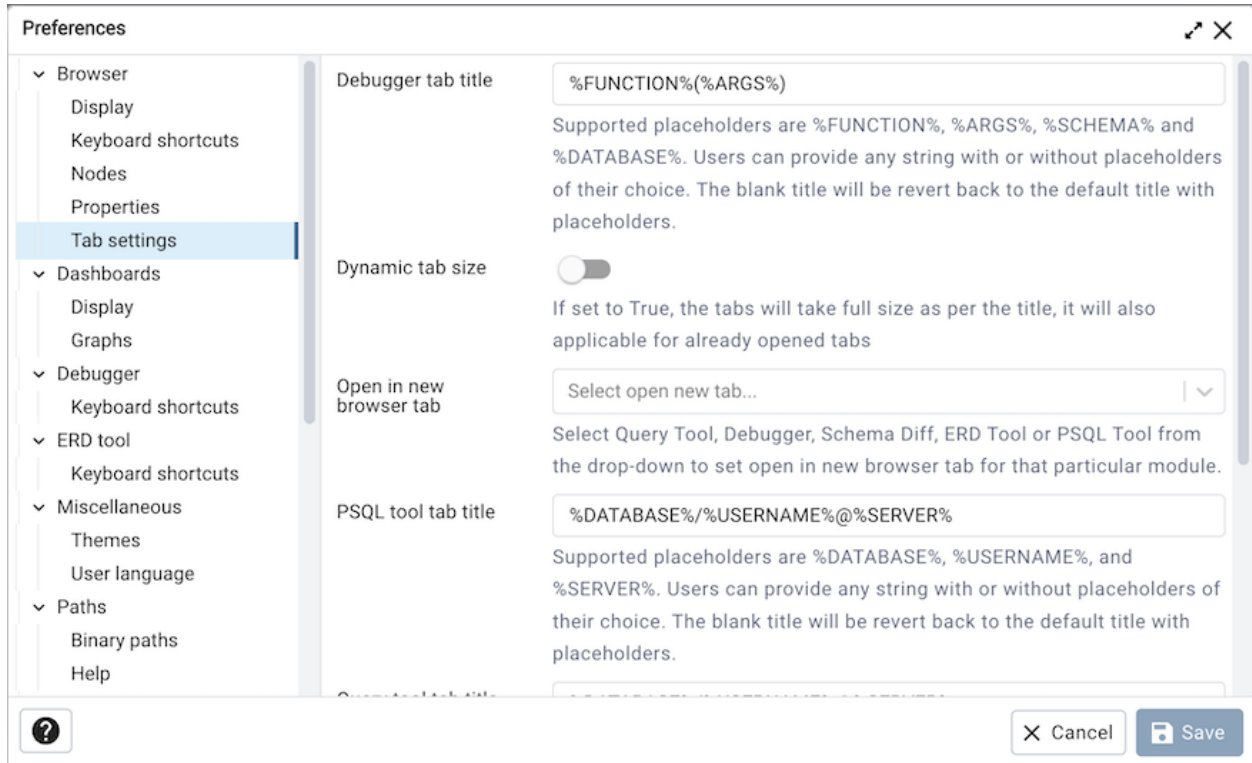 Preferences
Browser
Display
Keyboard shortcuts
Nodes
Properties
Tab settings
Dashboards
Display
Graphs
Debugger
Keyboard shortcuts
ERD tool
Keyboard shortcuts
Miscellaneous
Themes
User language
Paths
Binary paths
Help
Debugger tab title
%FUNCTION%(%ARGS%)
Supported placeholders are %FUNCTION%, %ARGS%, %SCHEMA% and
%DATABASE%. Users can provide any string with or without placeholders
of their choice. The blank title will be revert back to the default title with
placeholders.
Dynamic tab size
If set to True, the tabs will take full size as per the title, it will also
applicable for already opened tabs
Open in new
browser tab
Select open new tab...
Select Query Tool, Debugger, Schema Diff, ERD Tool or PSQL Tool from
the drop-down to set open in new browser tab for that particular module.
PSQL tool tab title
%DATABASE%/%USERNAME%@%SERVER%
Supported placeholders are %DATABASE%, %USERNAME%, and
%SERVER%. Users can provide any string with or without placeholders of
their choice. The blank title will be revert back to the default title with
placeholders.
Cancel
Save